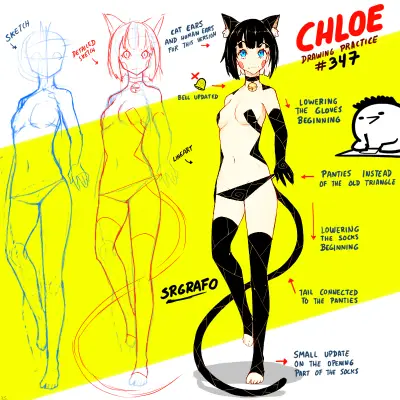 SKETCH
DETAILED
SKETCH
CAT EARS
AND HUMAN EARS
FOR THIS VERSION
CHLOE
DRAWING PRACTICE
#347
BELL UPDATED
LOWERING
THE GLOVES
BEGINNING
LINEART
PANTIES INSTEAD
OF THE OLD TRIANGLE
LOWERING
THE SOCKS
BEGINNING
SRGRAFO
TAIL CONNECTED
TO THE PANTIES
SMALL UPDATE
ON THE OPENING
PART OF THE SOCKS